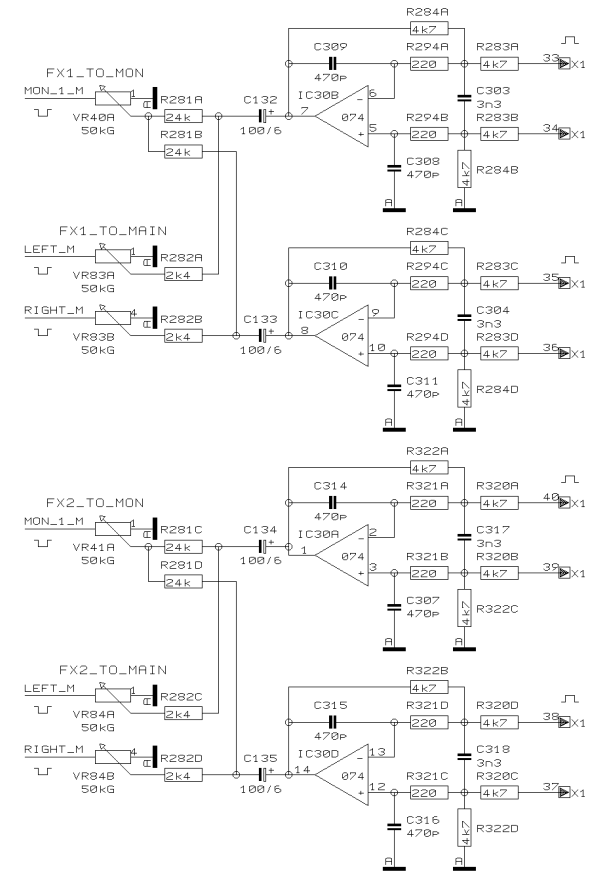 R284A
4k7
C309
R294A
R283A
33
X1
470p
220
4k7
FX1_TO_MON
MON_1_M
1
A
R281A
C132
IC30B
6
C303
3n3
VR40A
50kG
24k
100/6
7
074
5
R294B
R283B
34
X1
R281B
220
4k7
24k
C308
470p
4k7
R284B
A
A
FX1_TO_MAIN
R284C
4k7
LEFT_M
1
A
R282A
C310
R294C
R283C
35
X1
VR83A
50kG
2k4
470p
220
4k7
RIGHT_M
4
A
R282B
C133
IC30C
9
C304
3n3
VR83B
50kG
2k4
100/6
8
074
10
R294D
R283D
36
X1
220
4k7
C311
470p
4k7
R284D
A
A
R322A
4k7
C314
R321A
R320A
40
X1
470p
220
4k7
FX2_TO_MON
MON_1_M
1
A
R281C
C134
IC30A
2
C317
3n3
VR41A
50kG
24k
100/6
1
074
3
R321B
R320B
39
X1
R281D
220
4k7
24k
C307
470p
4k7
R322C
A
A
FX2_TO_MAIN
R322B
4k7
LEFT_M
1
A
R282C
C315
R321D
R320D
38
X1
VR84A
50kG
2k4
470p
220
4k7
RIGHT_M
4
A
R282D
C135
IC30D
13
C318
3n3
VR84B
50kG
2k4
100/6
14
074
12
R321C
R320C
37
X1
220
4k7
C316
470p
4k7
R322D
A
A